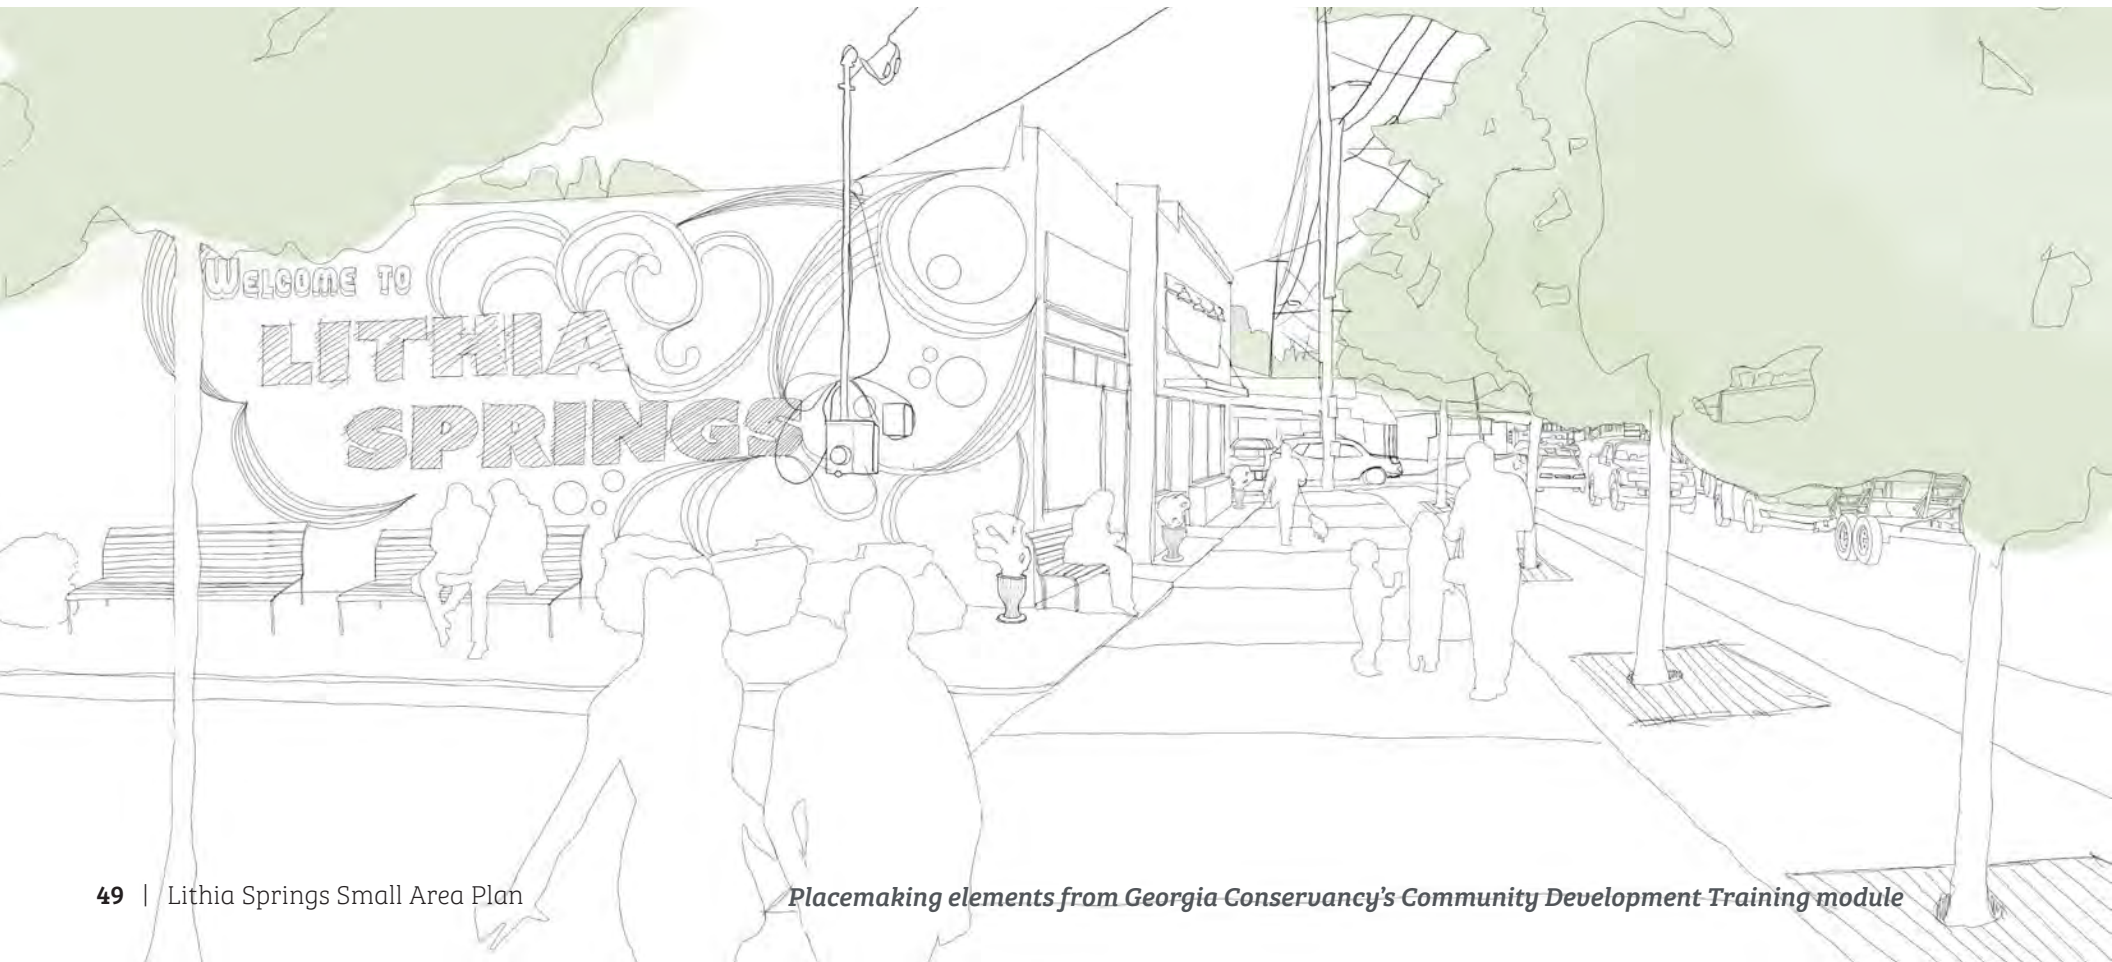 WELCOME TO
LITHIA
SPRINGS
49 | Lithia Springs Small Area Plan
Placemaking elements from Georgia Conservancy's Community Development Training module